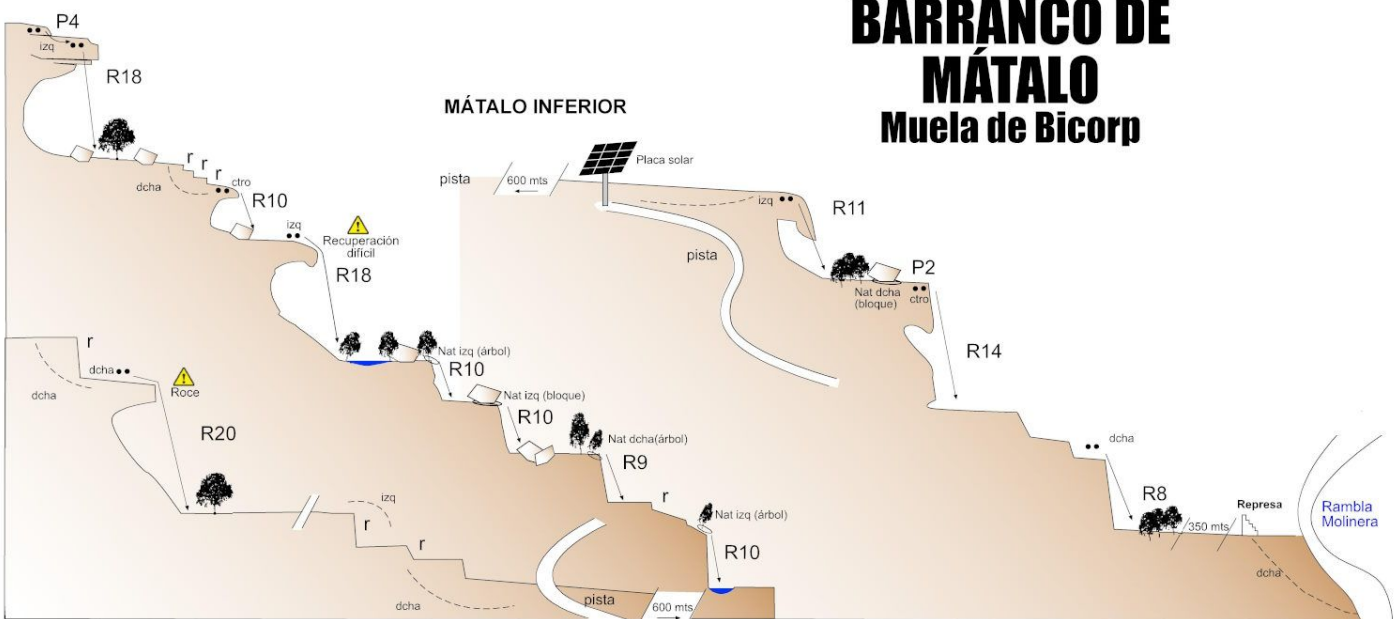 BARRANCO DE
MÁTALO
Muela de Bicorp
P4
izq
R18
r
r
r
dcha
ctro
R10
izq
Recuperación
difícil
R18
Nat izq (árbol)
R10
Nat izq (bloque)
R10
Nat dcha(árbol)
R9
r
Nat izq (árbol)
R10
r
dcha
dcha
Roce
R20
izq
r
r
dcha
pista
600 mts
MÁTALO INFERIOR
pista
600 mts
Placa solar
pista
izq
R11
Nat dcha
(bloque)
P2
ctro
R14
dcha
R8
350 mts
Represa
dcha
Rambla
Molinera